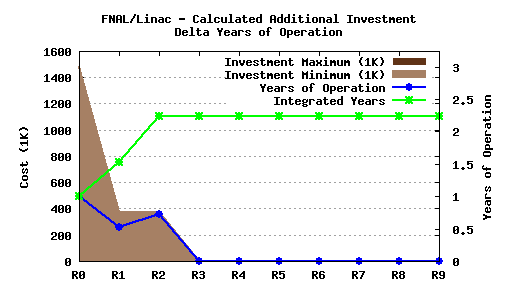 FNAL/Linac - Calculated Additional Investment
Delta Years of Operation
Investment Maximum (1K)
Investment Minimum (1K)
Years of Operation
Integrated Years
Cost (1K)
1600
1400
1200
1000
800
600
400
200
0
3
2.5
2
1.5
1
0.5
0
Years of Operation
R0 R1 R2 R3 R4 R5 R6 R7 R8 R9